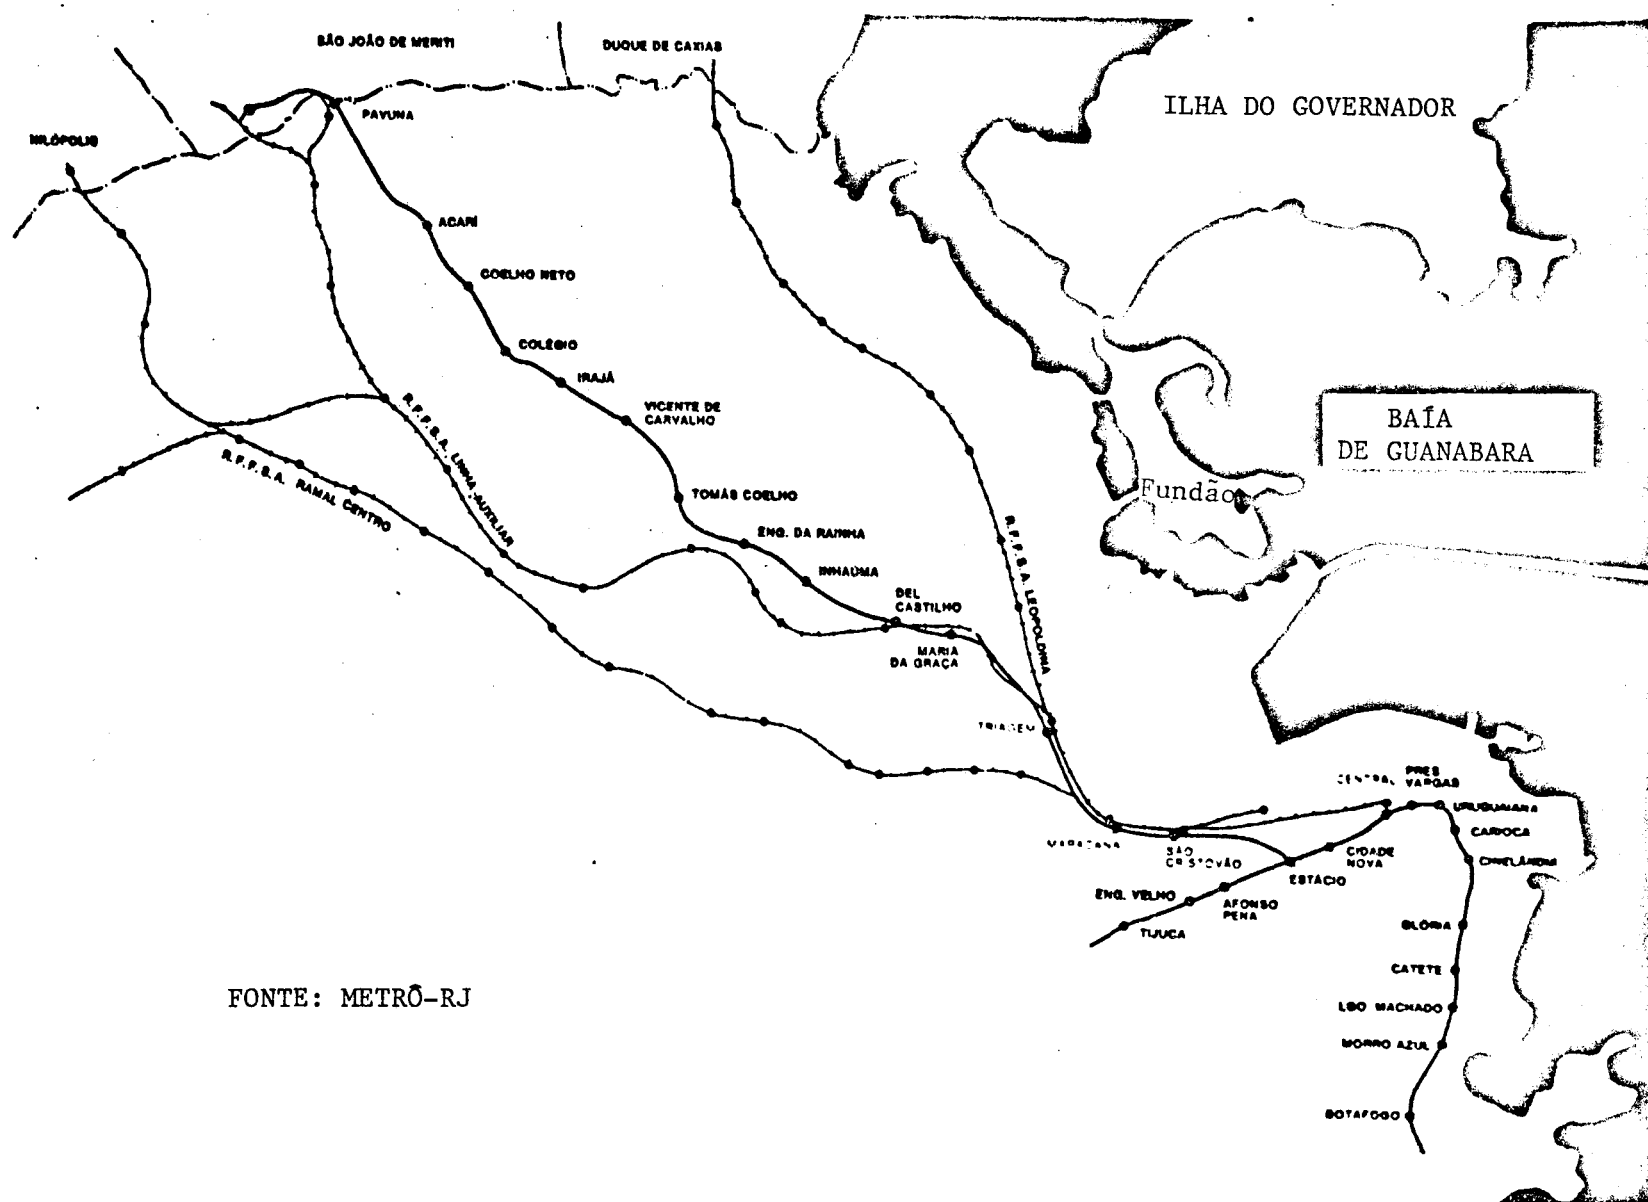 SÃO JOÃO DE MERITI
DUQUE DE CAXIAS
ILHA DO GOVERNADOR
PAVUNA
NILÓPOLIS
ACARÍ
COELHO NETO
COLÉGIO
IRAJÁ
VICENTE DE
CARVALHO
R.F.F.S.A. LINHA AUXILIAR
R.F.F.S.A. RAMAL CENTRO
BAÍA
DE GUANABARA
Fundão
TOMÁS COELHO
ENG. DA RAINHA
INHAÚMA
R.F.F.S.A. LEOPOLDINA
DEL
CASTILHO
MARIA
DA GRAÇA
TRIAGEM
CENTRAL
PRES
VARGAS
URUGUAIANA
CARIOCA
CINELÂNDIA
MARACANÃ
SÃO
CRISTOVÃO
CIDADE
NOVA
ESTÁCIO
ENG. VELHO
AFONSO
PENA
TIJUCA
GLÓRIA
CATETE
LGO MACHADO
MORRO AZUL
BOTAFOGO
FONTE: METRÔ-RJ